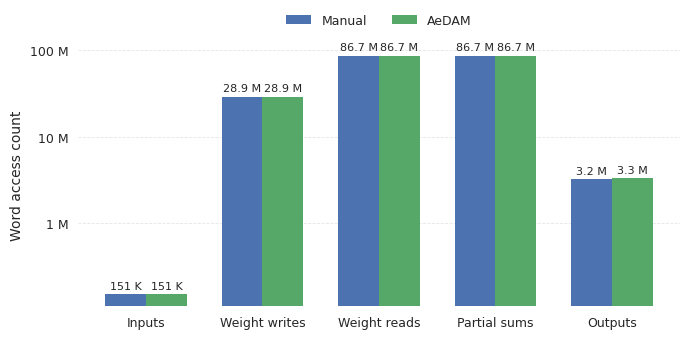 Manual AeDAM
Word access count
100 M
10 M
1 M
151 K 151 K
28.9 M 28.9 M
86.7 M 86.7 M
86.7 M 86.7 M
3.2 M 3.3 M
Inputs Weight writes Weight reads Partial sums Outputs